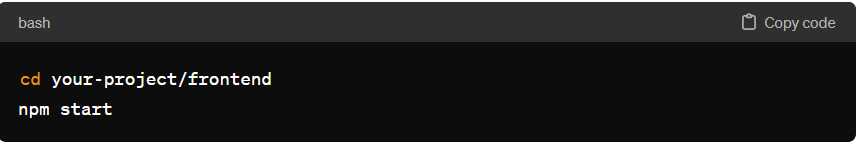 bash Copy code
cd your-project/frontend
npm start